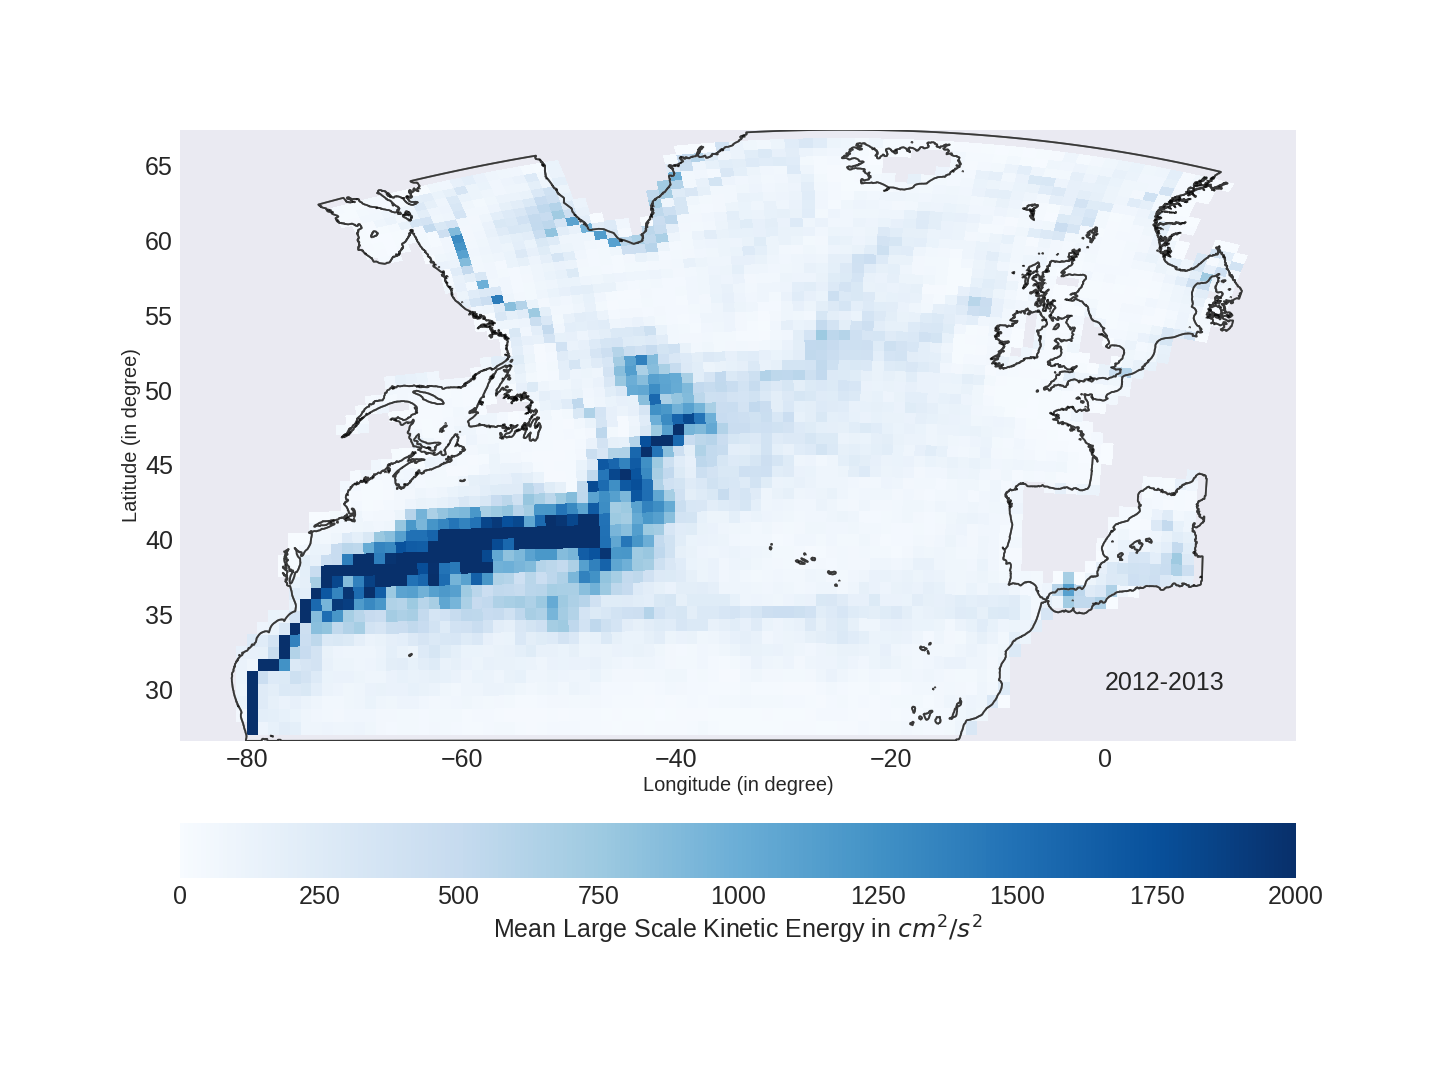 65
60
55
50
45
40
35
30
Latitude (in degree)
2012-2013
−80 −60 −40 −20 0
Longitude (in degree)
0 250 500 750 1000 1250 1500 1750 2000
Mean Large Scale Kinetic Energy in cm²/s²